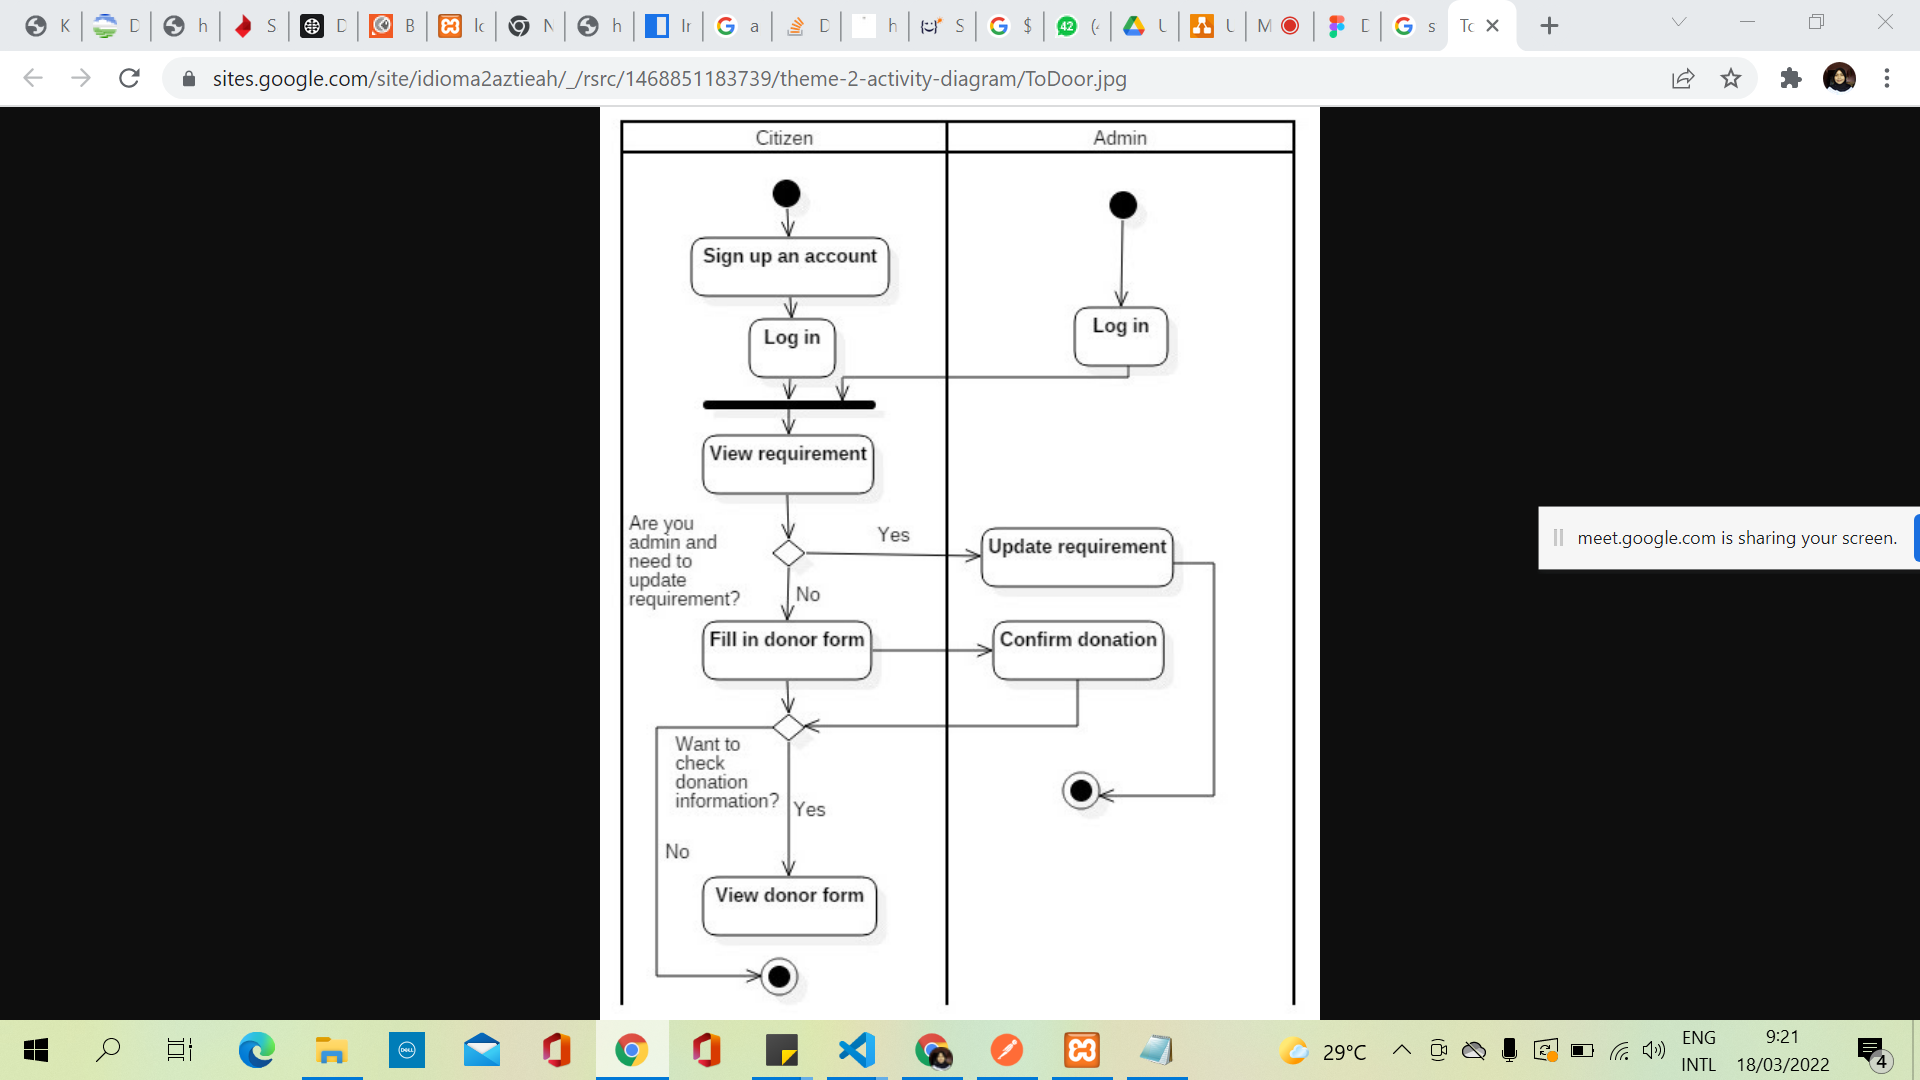 K
D
h
S
D
B
Ic
N
h
Ir
a
D
h
S
$
(4
U
U
M
D
s
Tc
sites.google.com/site/idioma2aztieah/_/rsrc/1468851183739/theme-2-activity-diagram/ToDoor.jpg
Citizen
Admin
Sign up an account
Log in
Log in
View requirement
Are you
admin and
need to
update
requirement?
Yes
Update requirement
No
Fill in donor form
Confirm donation
Want to
check
donation
information?
Yes
No
View donor form
meet.google.com is sharing your screen.
29°C
ENG
INTL
9:21
18/03/2022
4